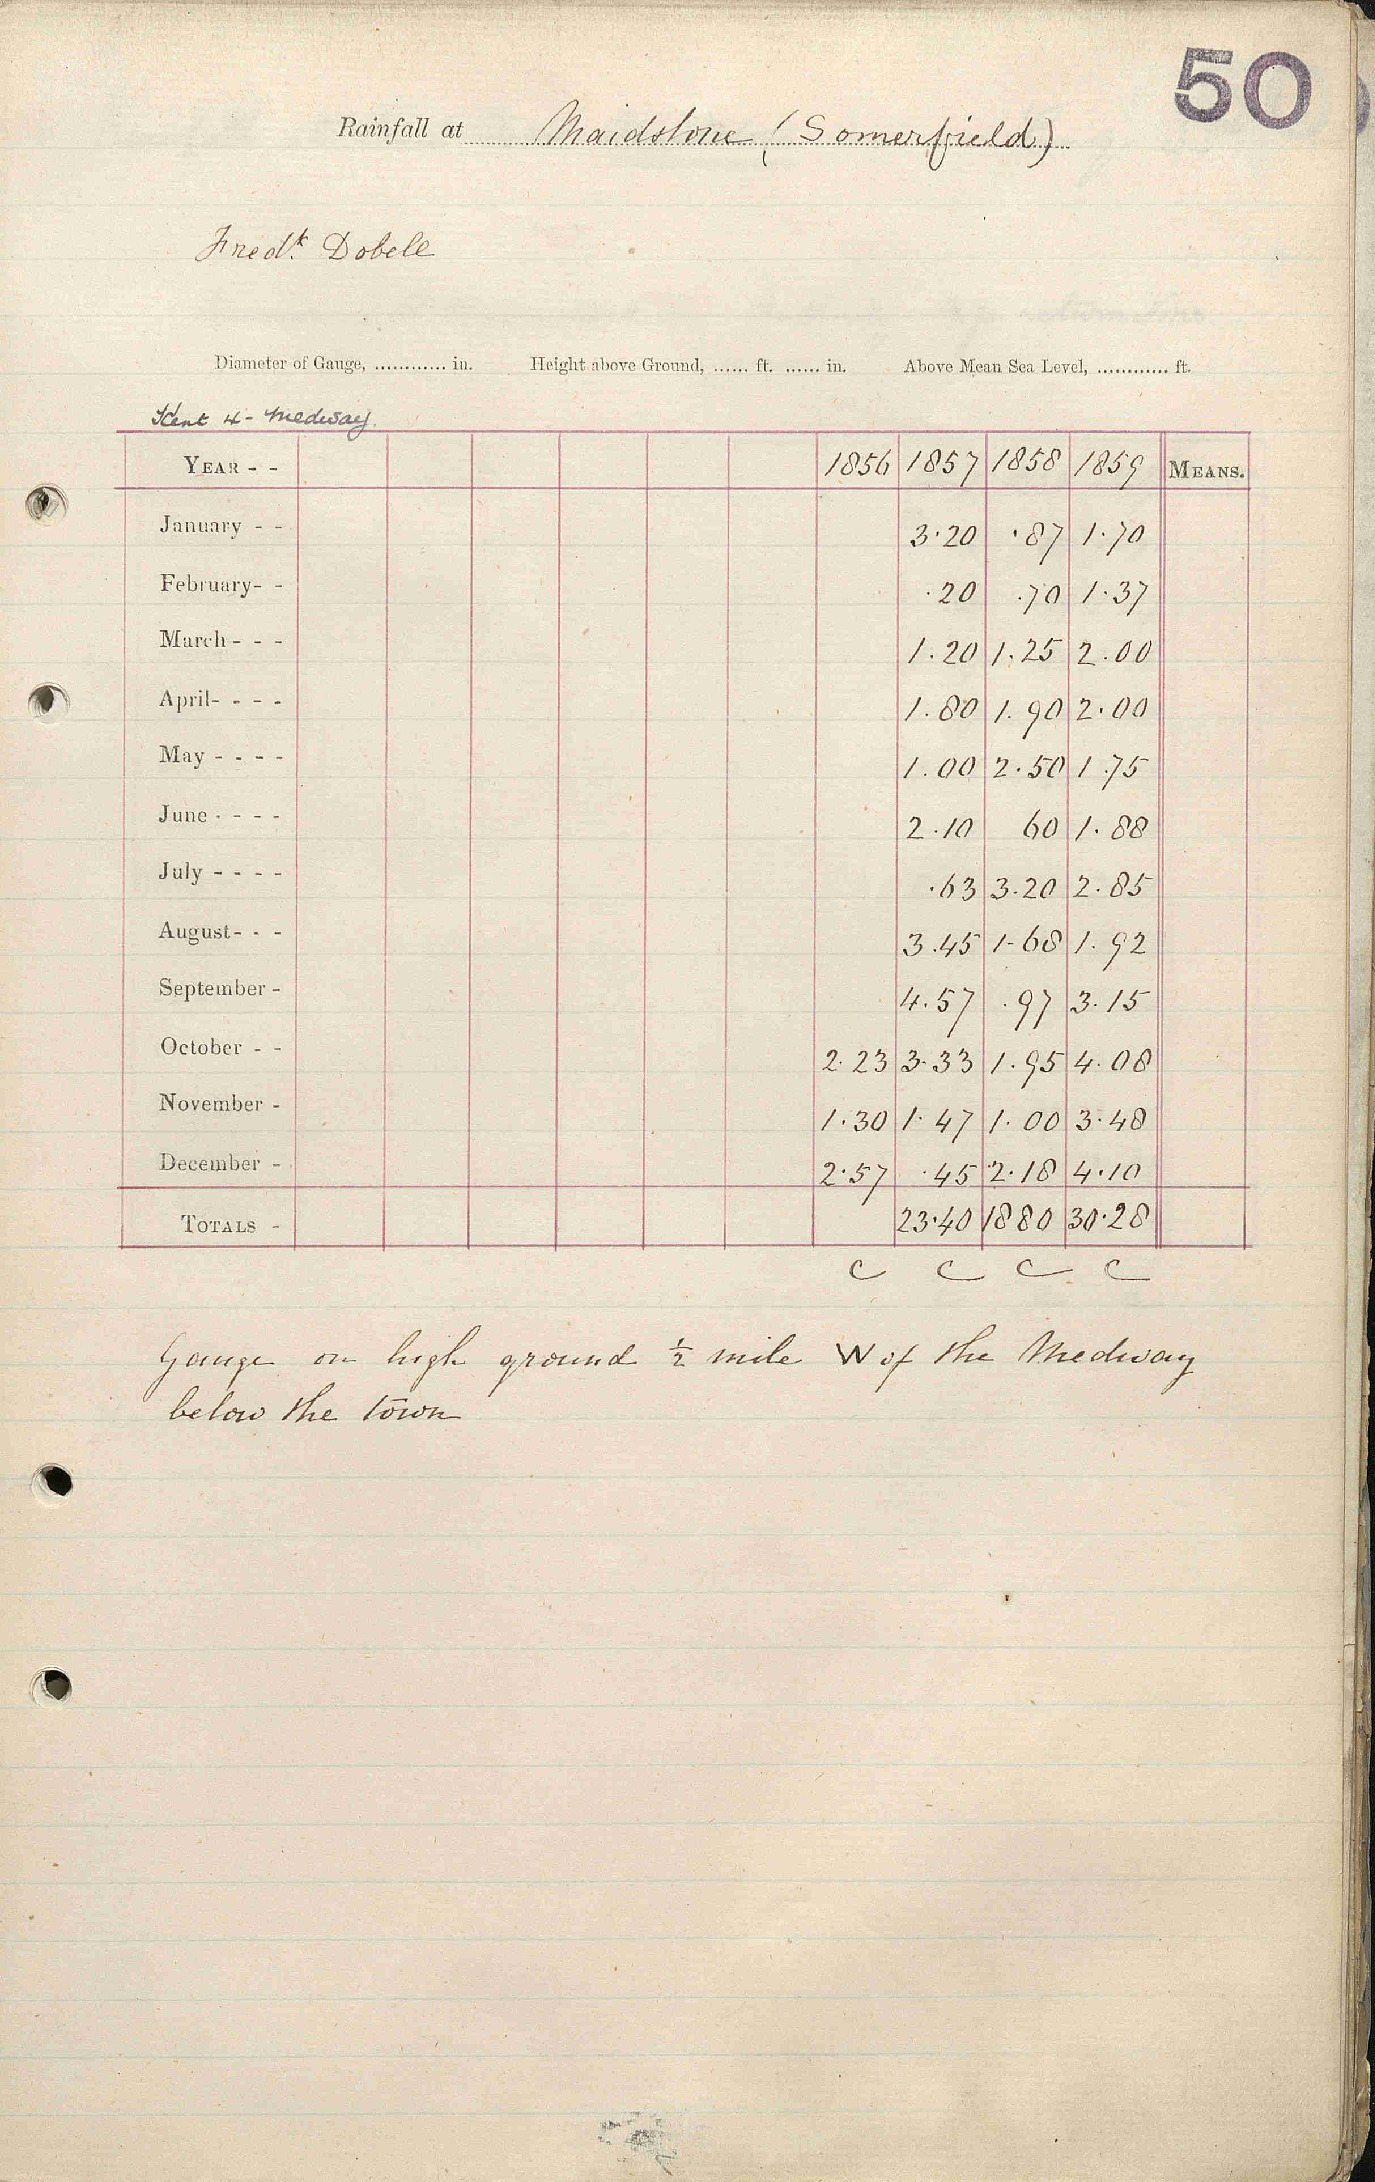 50
Rainfall at Maidstone (Somerfield)
Fredk. Dobell
Diameter of Gauge, ............ in. Height above Ground, ...... ft. ...... in. Above Mean Sea Level, ............ ft.
Kent 4 - Medway
YEAR - - 1856 1857 1858 1859 MEANS.
January - - 3.20 .87 1.70
February- - .20 .70 1.37
March - - - 1.20 1.25 2.00
April- - - - 1.80 1.90 2.00
May - - - - 1.00 2.50 1.75
June - - - - 2.10 60 1.88
July - - - - .63 3.20 2.85
August- - - 3.45 1.68 1.92
September - 4.57 .97 3.15
October - - 2.23 3.33 1.95 4.08
November - 1.30 1.47 1.00 3.48
December - 2.57 .45 2.18 4.10
TOTALS - 23.40 1880 30.28
C C C C
Gauge on high ground ½ mile W of the Medway
below the town